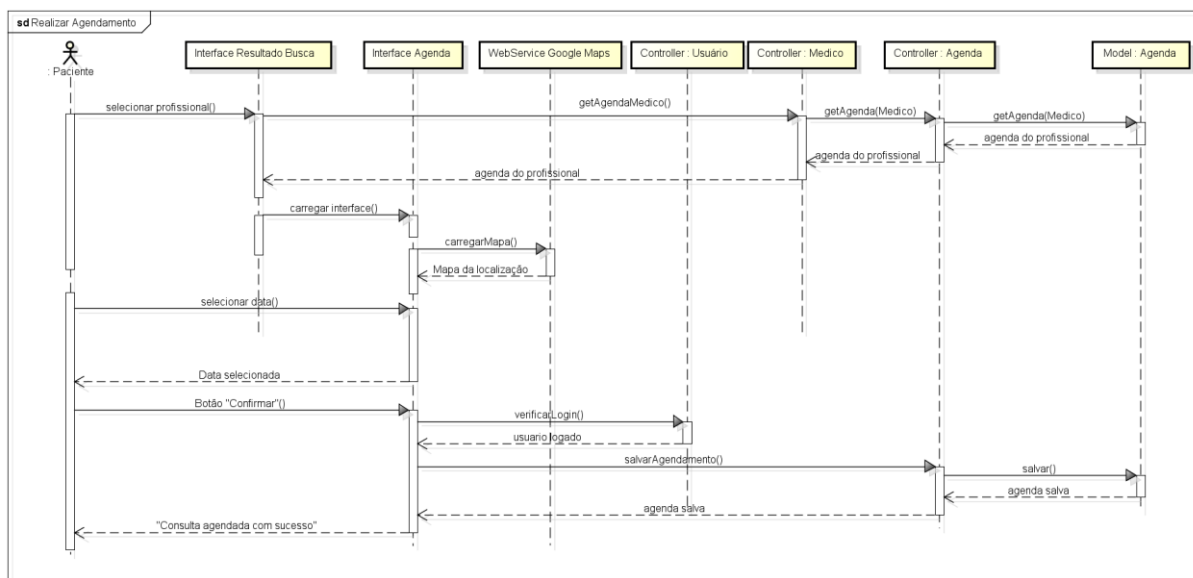 sd Realizar Agendamento
: Paciente
Interface Resultado Busca
Interface Agenda
WebService Google Maps
Controller : Usuário
Controller : Medico
Controller : Agenda
Model : Agenda
selecionar profissional()
getAgendaMedico()
getAgenda(Medico)
getAgenda(Medico)
agenda do profissional
agenda do profissional
agenda do profissional
carregar interface()
carregarMapa()
Mapa da localização
selecionar data()
Data selecionada
Botão "Confirmar"()
verificarLogin()
usuario logado
salvarAgendamento()
salvar()
agenda salva
agenda salva
"Consulta agendada com sucesso"